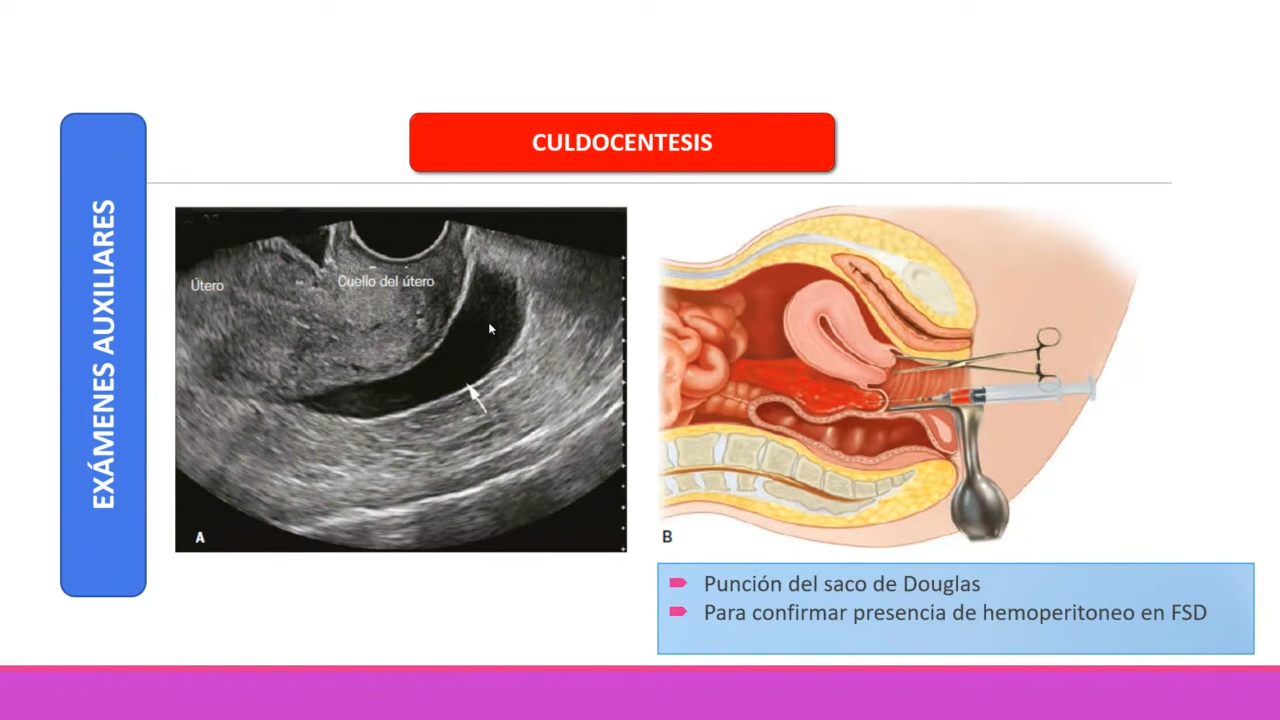 CULDOCENTESIS
EXÁMENES AUXILIARES
Útero
Cuello del útero
A
B
Punción del saco de Douglas
Para confirmar presencia de hemoperitoneo en FSD